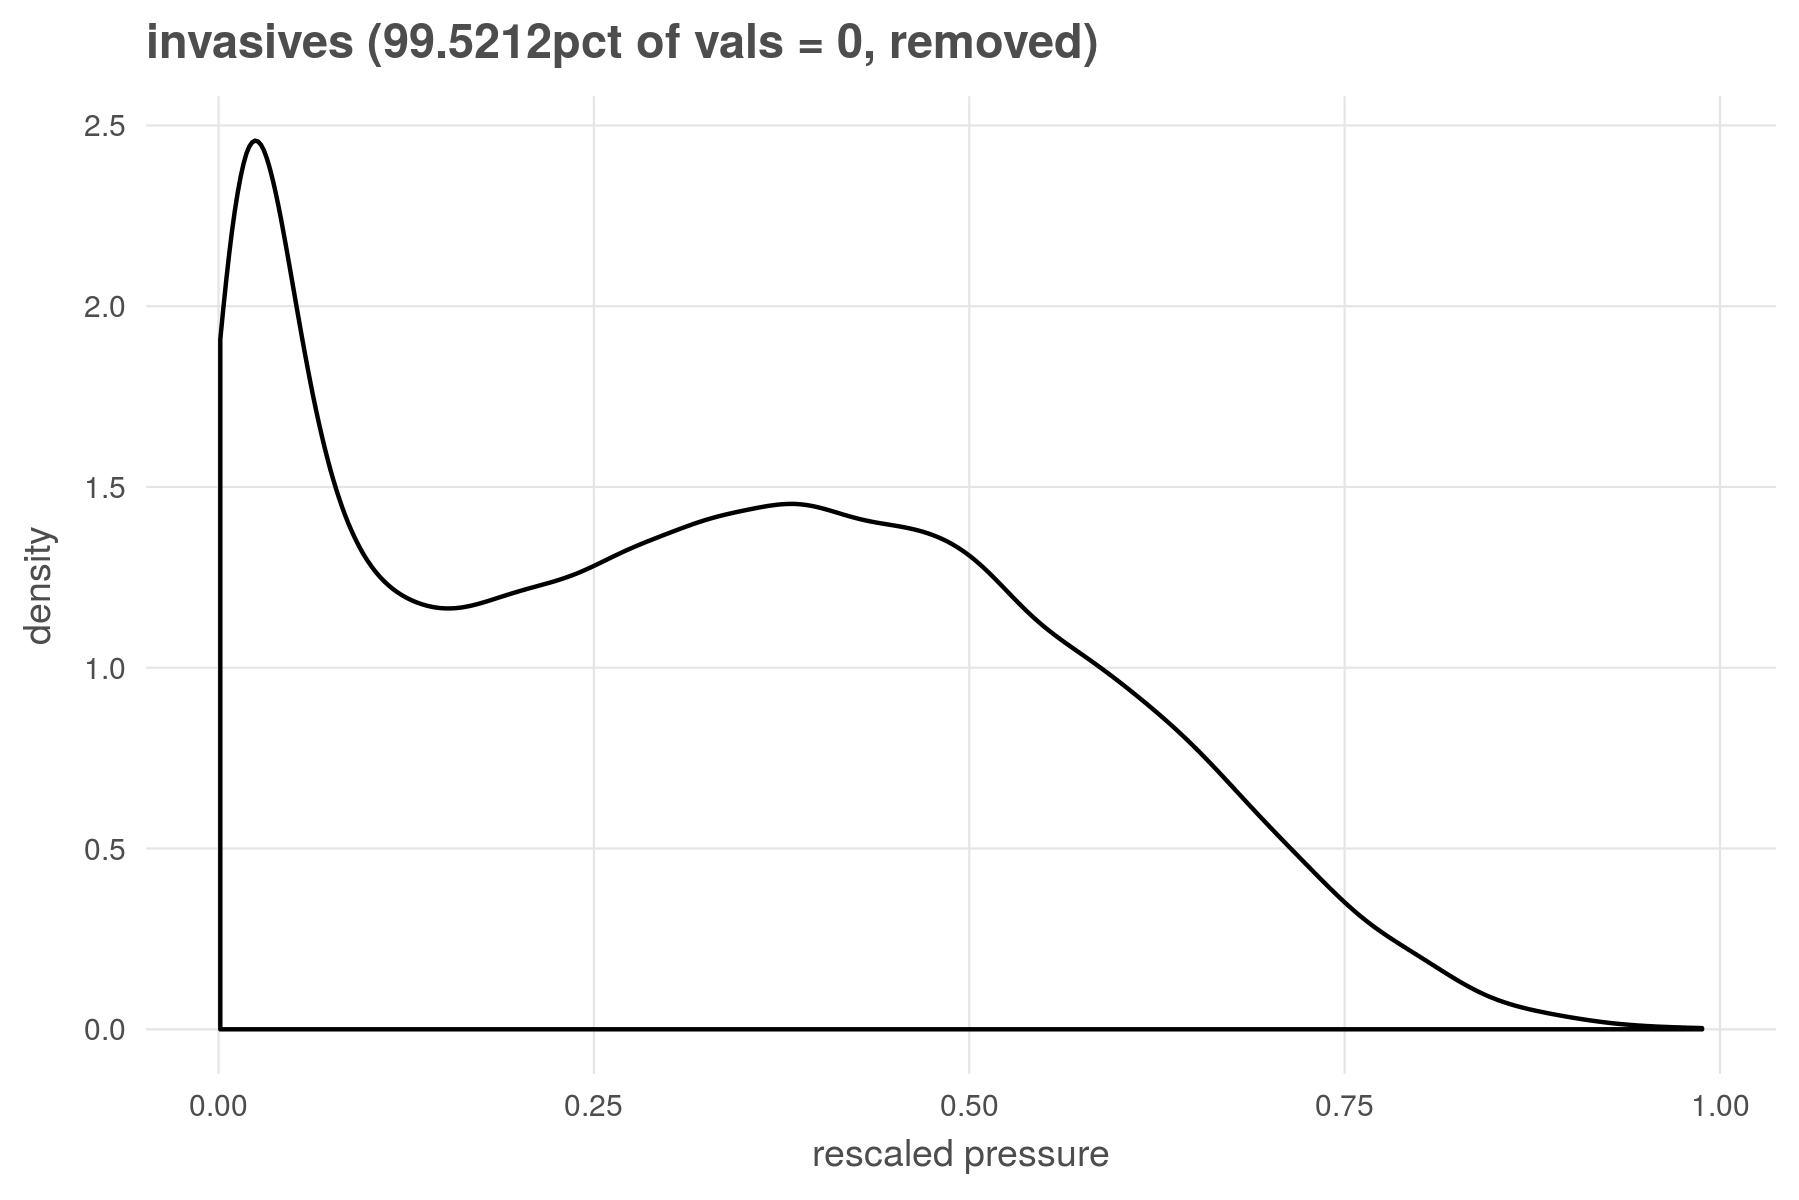 invasives (99.5212pct of vals = 0, removed)
2.5
2.0
1.5
1.0
0.5
0.0
density
0.00 0.25 0.50 0.75 1.00
rescaled pressure